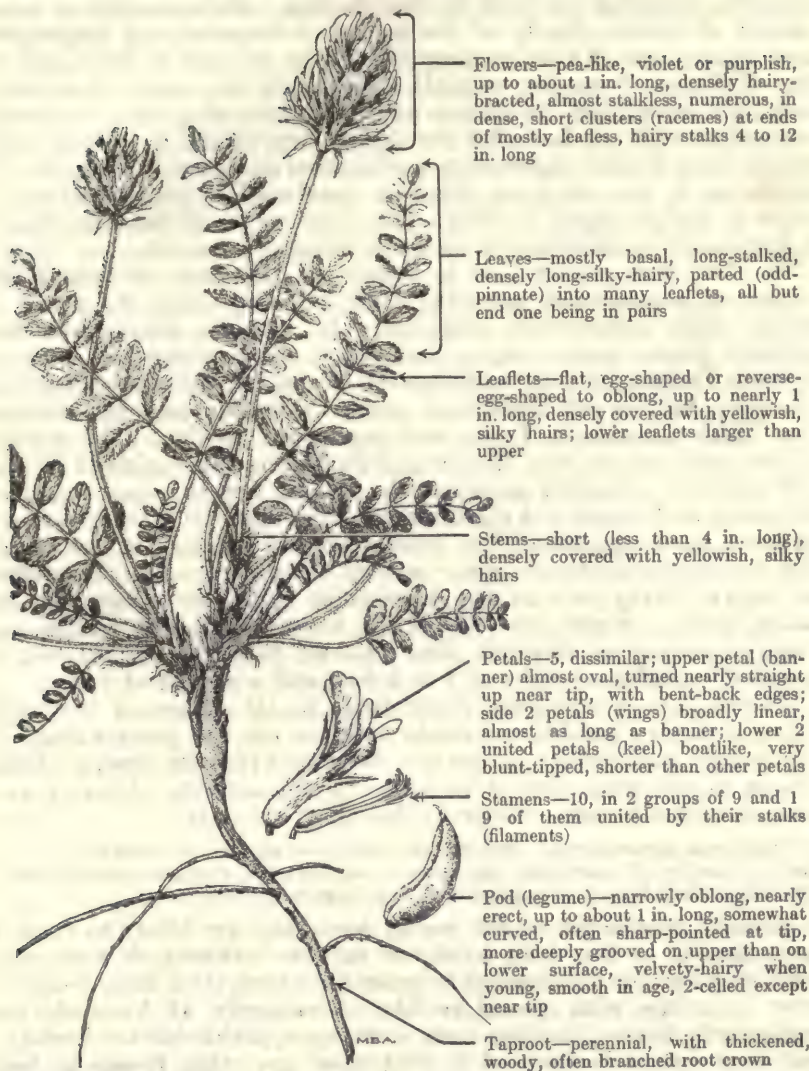 Flowers—pea-like, violet or purplish,
up to about 1 in. long, densely hairy-
bracted, almost stalkless, numerous, in
dense, short clusters (racemes) at ends
of mostly leafless, hairy stalks 4 to 12
in. long
Leaves—mostly basal, long-stalked,
densely long-silky-hairy, parted (odd-
pinnate) into many leaflets, all but
end one being in pairs
Leaflets—flat, egg-shaped or reverse-
egg-shaped to oblong, up to nearly 1
in. long, densely covered with yellowish,
silky hairs; lower leaflets larger than
upper
Stems—short (less than 4 in. long),
densely covered with yellowish, silky
hairs
Petals—5, dissimilar; upper petal (ban-
ner) almost oval, turned nearly straight
up near tip, with bent-back edges;
side 2 petals (wings) broadly linear,
almost as long as banner; lower 2
united petals (keel) boatlike, very
blunt-tipped, shorter than other petals
Stamens—10, in 2 groups of 9 and 1
9 of them united by their stalks
(filaments)
Pod (legume)—narrowly oblong, nearly
erect, up to about 1 in. long, somewhat
curved, often sharp-pointed at tip,
more deeply grooved on upper than on
lower surface, velvety-hairy when
young, smooth in age, 2-celled except
near tip
M.B.A.
Taproot—perennial, with thickened,
woody, often branched root crown